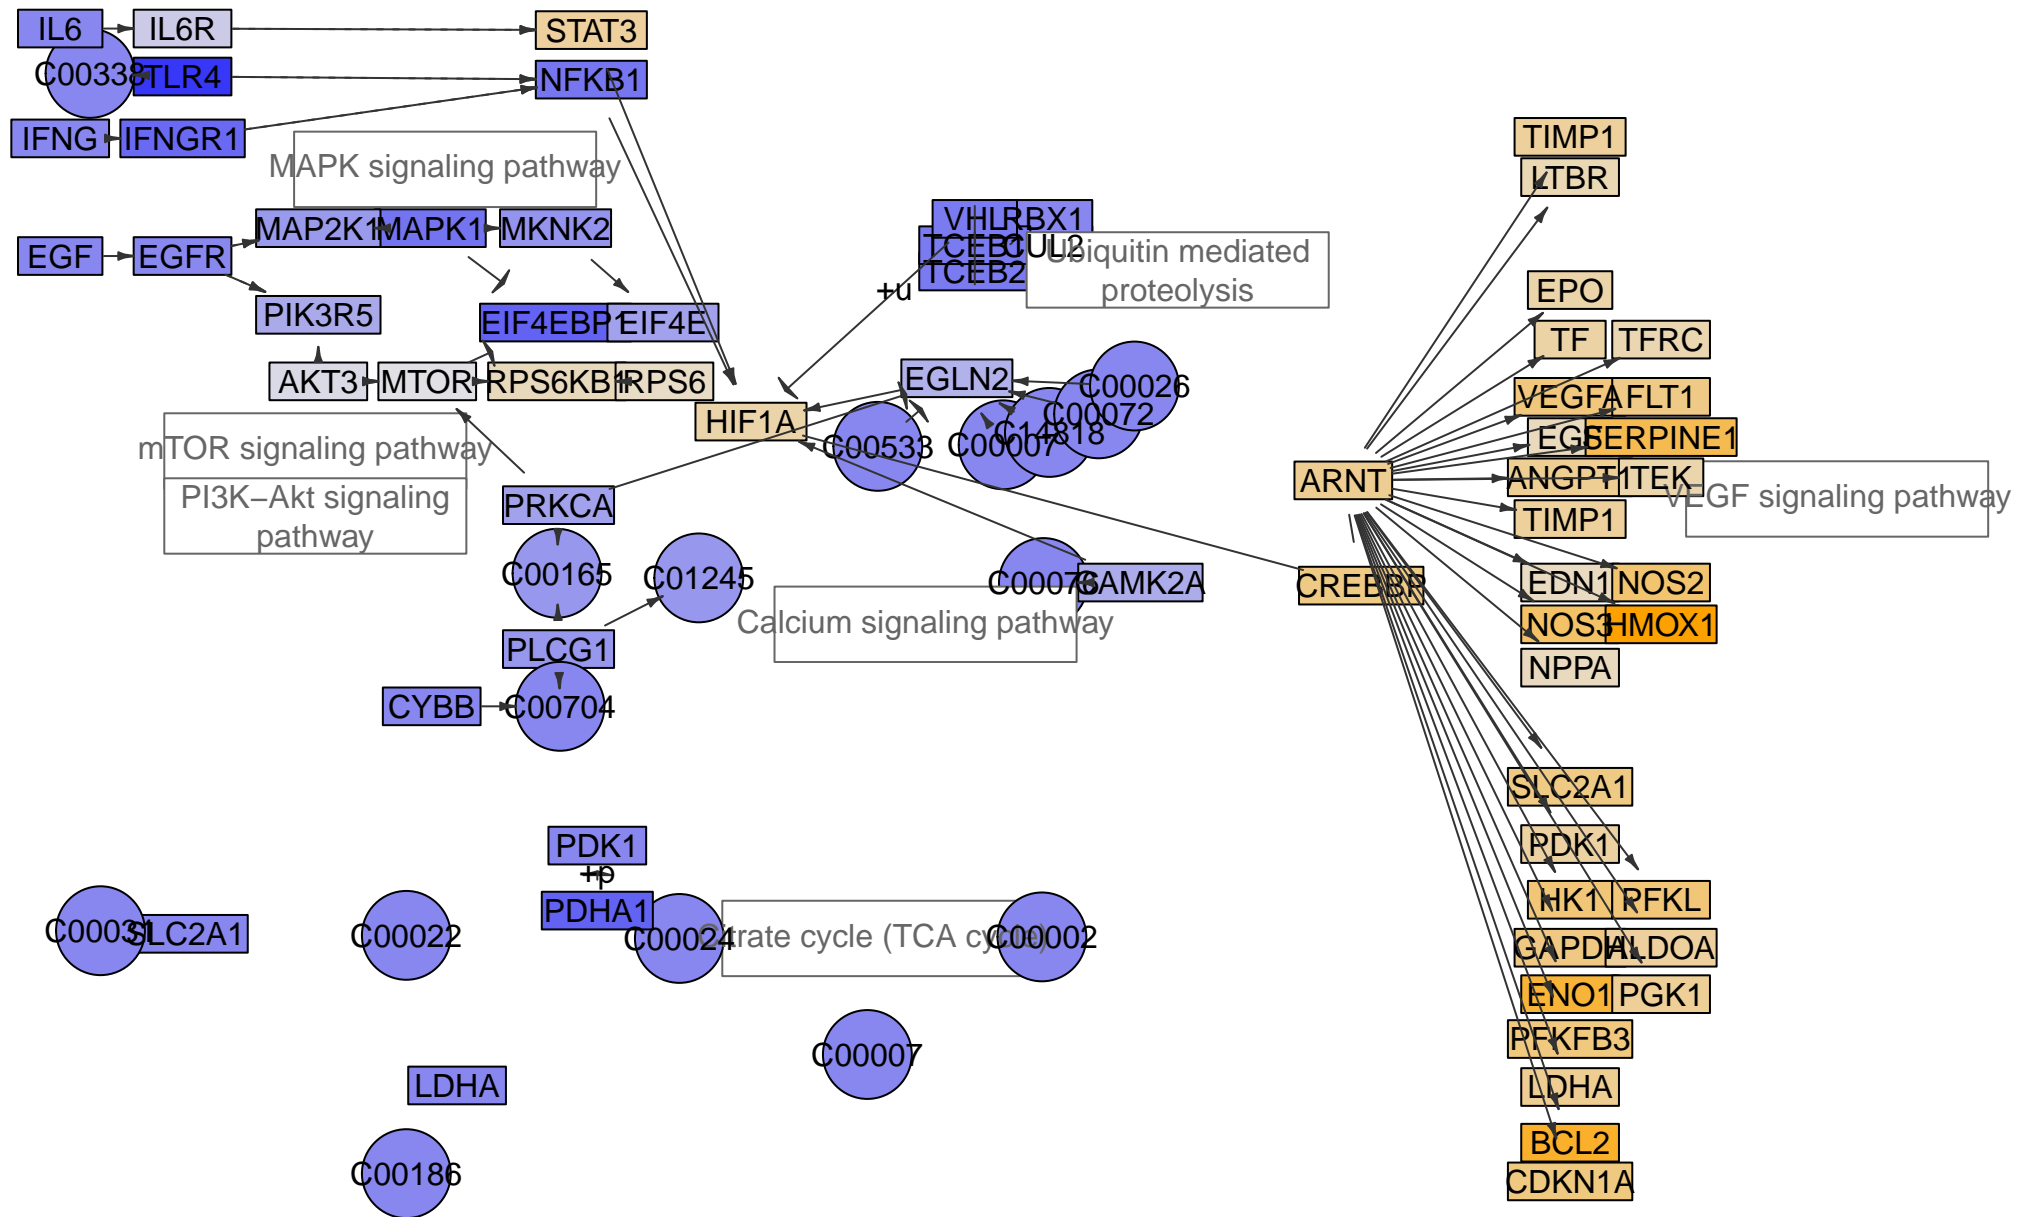 IL6
IL6R
STAT3
C00338
TLR4
NFKB1
IFNG
IFNGR1
MAPK signaling pathway
TIMP1
LTBR
MAP2K1
MAPK1
MKNK2
VHL
RBX1
TCEB1
CUL2
TCEB2
Ubiquitin mediated
proteolysis
+u
EGF
EGFR
PIK3R5
EIF4EBP1
EIF4E
EPO
TF
TFRC
AKT3
MTOR
RPS6KB1
RPS6
EGLN2
C00026
C00072
C14818
C00007
C00533
HIF1A
VEGFA
FLT1
EGF
SERPINE1
mTOR signaling pathway
PI3K−Akt signaling
pathway
PRKCA
ARNT
ANGPT1
TEK
VEGF signaling pathway
TIMP1
C00165
C01245
C00076
CAMK2A
CREBBP
EDN1
NOS2
Calcium signaling pathway
NOS3
HMOX1
PLCG1
NPPA
CYBB
C00704
SLC2A1
PDK1
+p
PDK1
PDHA1
HK1
PFKL
C00031
SLC2A1
C00022
C00024
Citrate cycle (TCA cycle)
C00002
GAPDH
ALDOA
ENO1
PGK1
PFKFB3
C00007
LDHA
LDHA
BCL2
C00186
CDKN1A